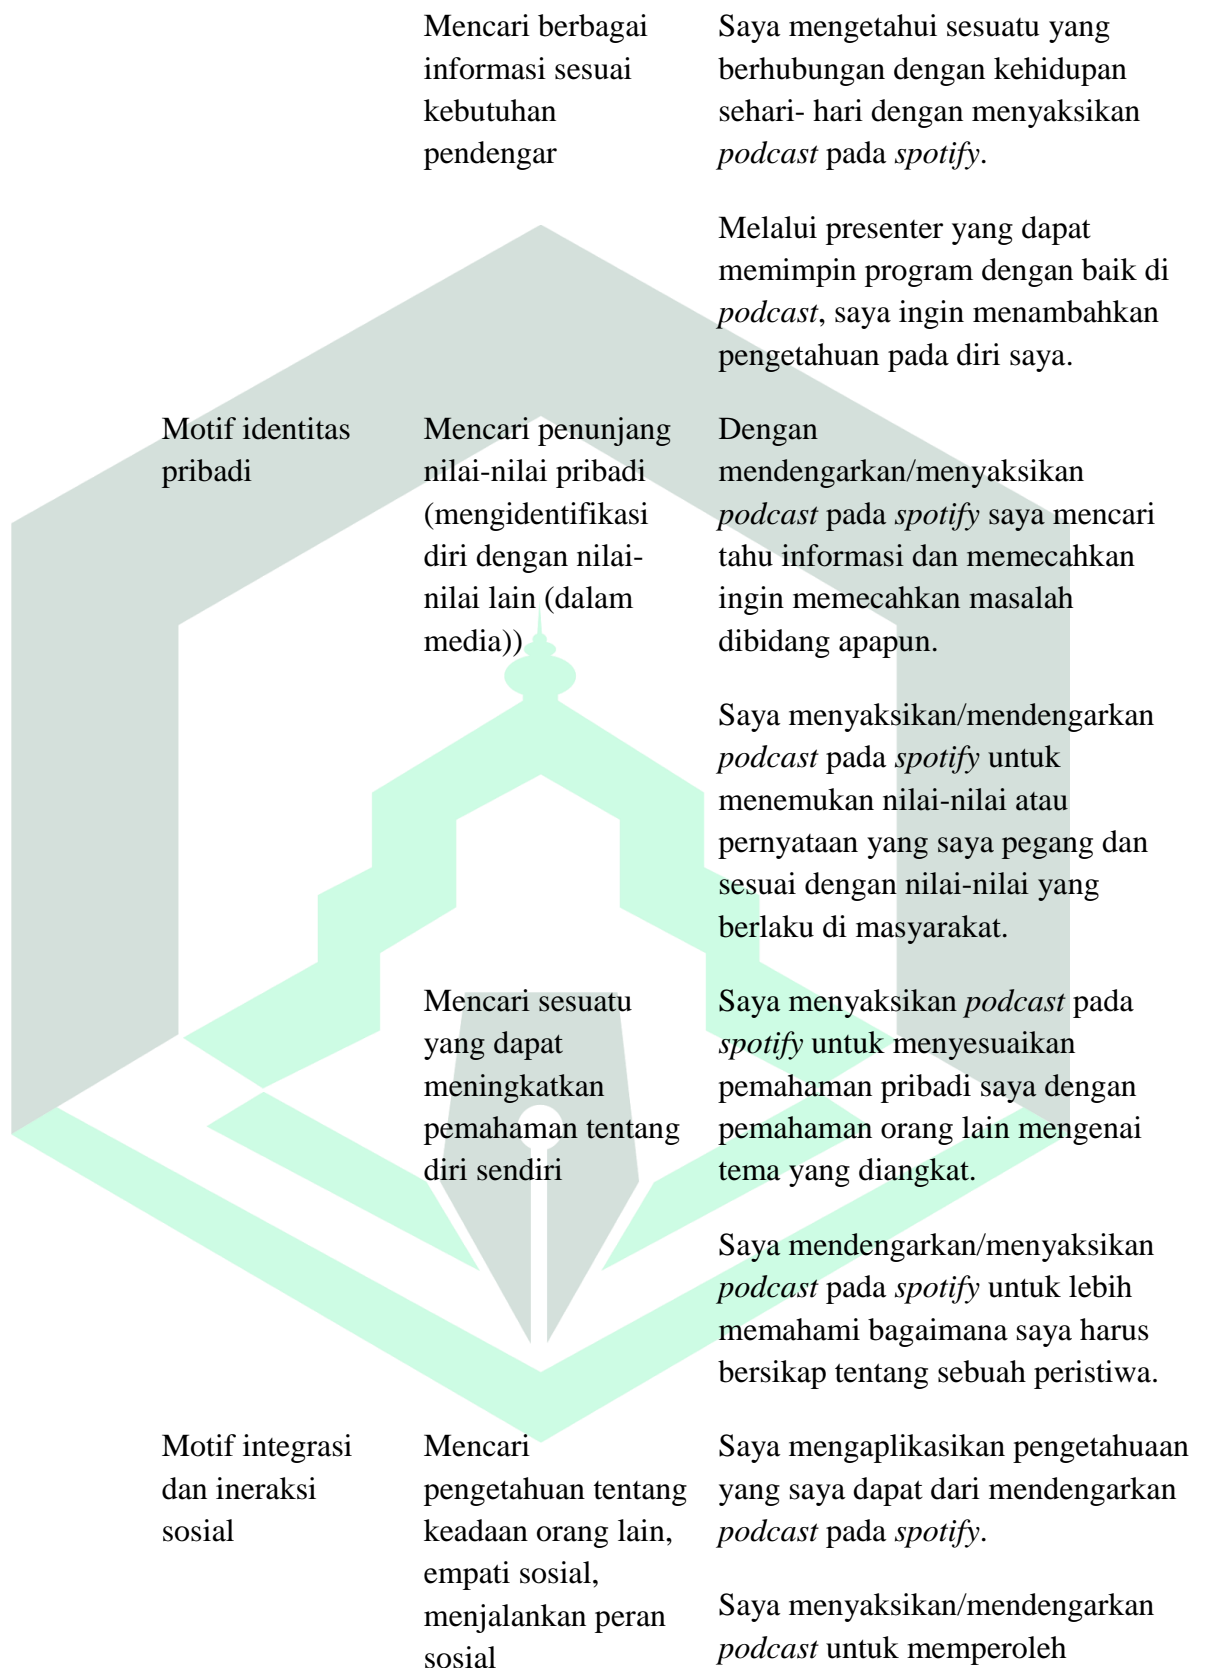 Mencari berbagai
informasi sesuai
kebutuhan
pendengar
Saya mengetahui sesuatu yang
berhubungan dengan kehidupan
sehari- hari dengan menyaksikan
podcast pada spotify.
Melalui presenter yang dapat
memimpin program dengan baik di
podcast, saya ingin menambahkan
pengetahuan pada diri saya.
Motif identitas
pribadi
Mencari penunjang
nilai-nilai pribadi
(mengidentifikasi
diri dengan nilai-
nilai lain (dalam
media))
Dengan
mendengarkan/menyaksikan
podcast pada spotify saya mencari
tahu informasi dan memecahkan
ingin memecahkan masalah
dibidang apapun.
Saya menyaksikan/mendengarkan
podcast pada spotify untuk
menemukan nilai-nilai atau
pernyataan yang saya pegang dan
sesuai dengan nilai-nilai yang
berlaku di masyarakat.
Mencari sesuatu
yang dapat
meningkatkan
pemahaman tentang
diri sendiri
Saya menyaksikan podcast pada
spotify untuk menyesuaikan
pemahaman pribadi saya dengan
pemahaman orang lain mengenai
tema yang diangkat.
Saya mendengarkan/menyaksikan
podcast pada spotify untuk lebih
memahami bagaimana saya harus
bersikap tentang sebuah peristiwa.
Motif integrasi
dan ineraksi
sosial
Mencari
pengetahuan tentang
keadaan orang lain,
empati sosial,
menjalankan peran
sosial
Saya mengaplikasikan pengetahuaan
yang saya dapat dari mendengarkan
podcast pada spotify.
Saya menyaksikan/mendengarkan
podcast untuk memperoleh